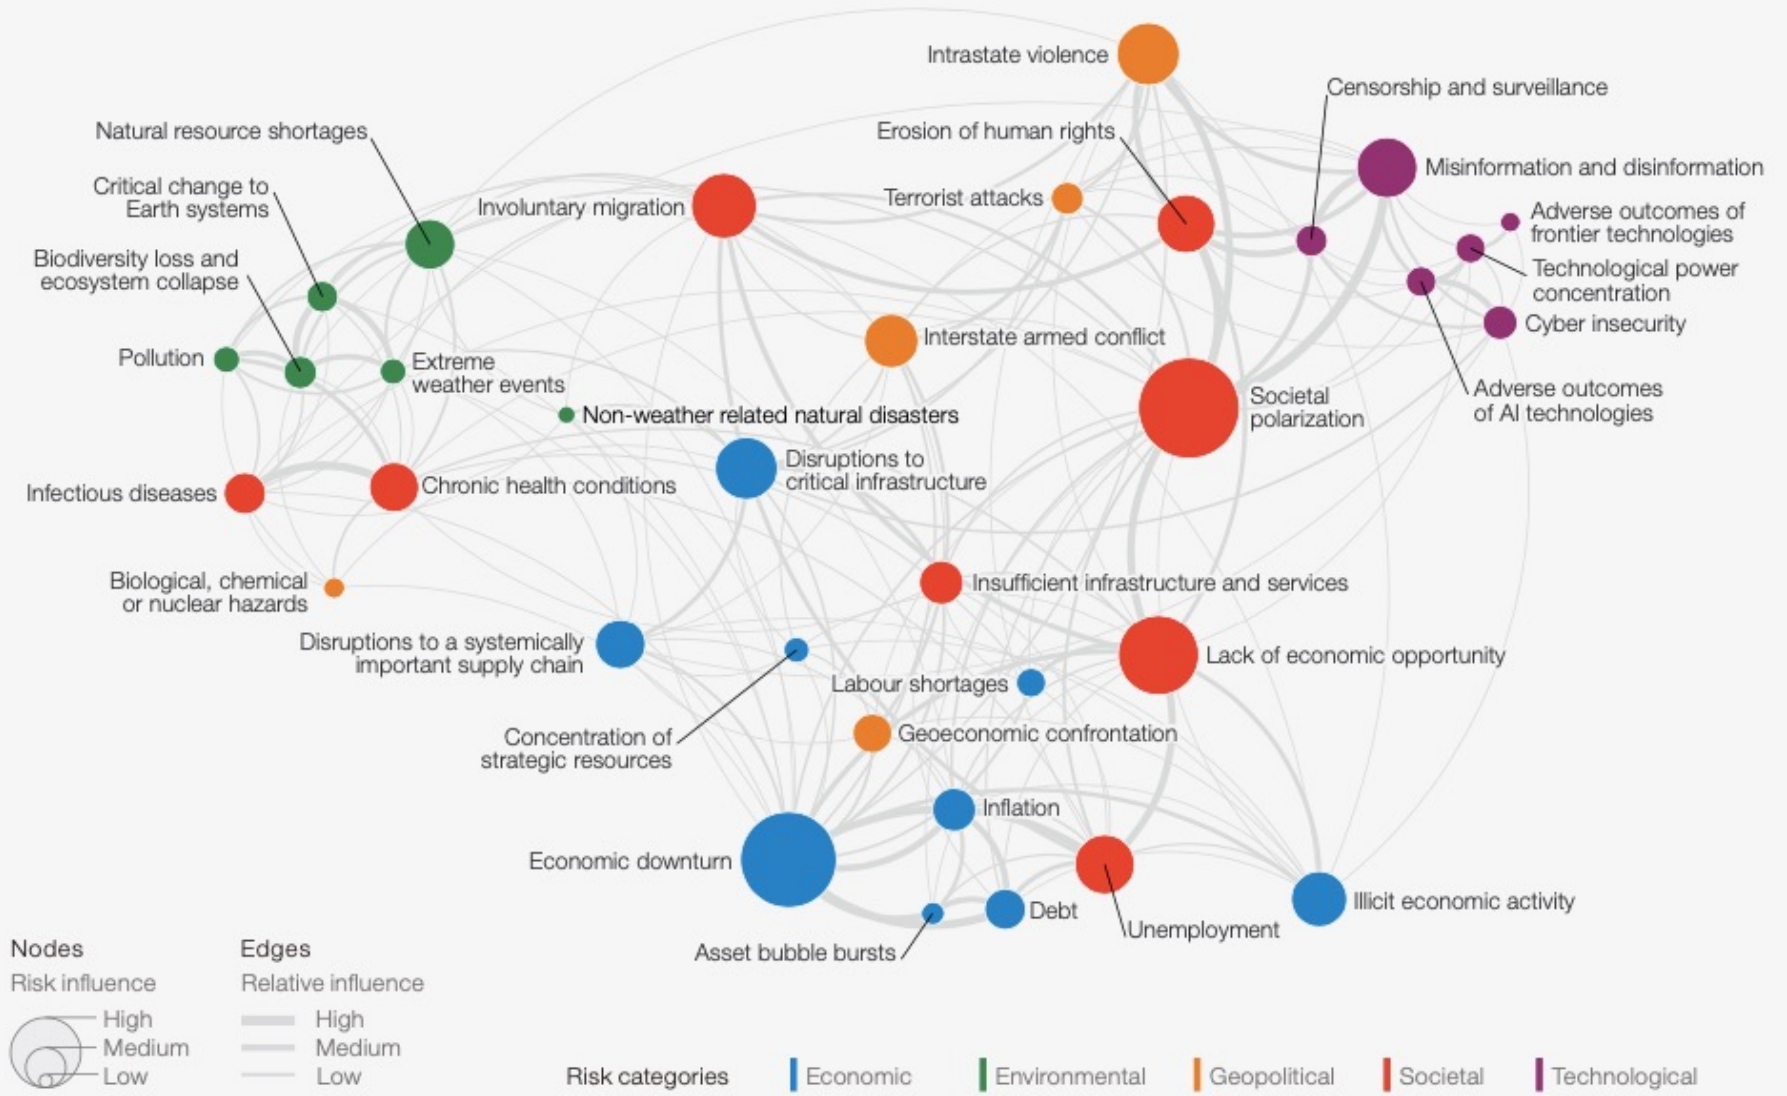 Intrastate violence
Censorship and surveillance
Natural resource shortages
Erosion of human rights
Misinformation and disinformation
Critical change to
Earth systems
Involuntary migration
Terrorist attacks
Adverse outcomes of
frontier technologies
Biodiversity loss and
ecosystem collapse
Technological power
concentration
Pollution
Extreme
weather events
Interstate armed conflict
Cyber insecurity
Non-weather related natural disasters
Societal
polarization
Adverse outcomes
of AI technologies
Infectious diseases
Chronic health conditions
Disruptions to
critical infrastructure
Biological, chemical
or nuclear hazards
Insufficient infrastructure and services
Disruptions to a systemically
important supply chain
Lack of economic opportunity
Labour shortages
Concentration of
strategic resources
Geoeconomic confrontation
Inflation
Economic downturn
Debt
Illicit economic activity
Unemployment
Asset bubble bursts
Nodes
Risk influence
High
Medium
Low
Edges
Relative influence
High
Medium
Low
Risk categories
Economic
Environmental
Geopolitical
Societal
Technological